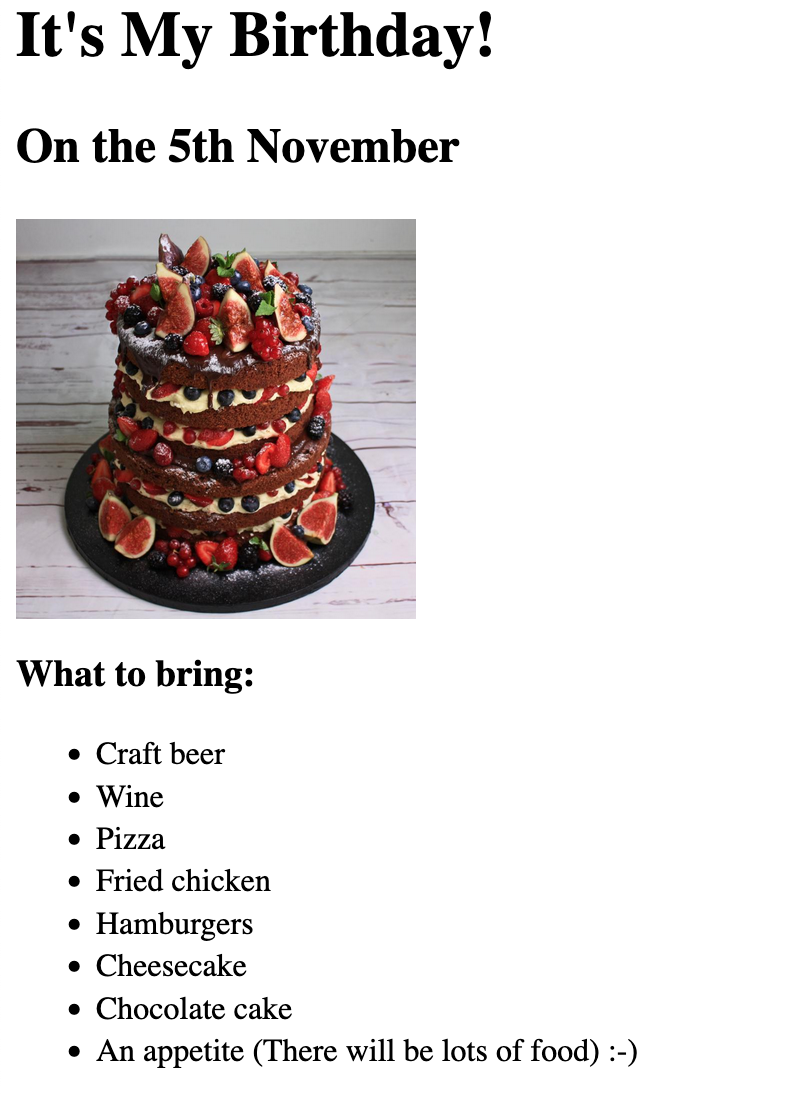 It's My Birthday!
On the 5th November
What to bring:
Craft beer
Wine
Pizza
Fried chicken
Hamburgers
Cheesecake
Chocolate cake
An appetite (There will be lots of food) :-)